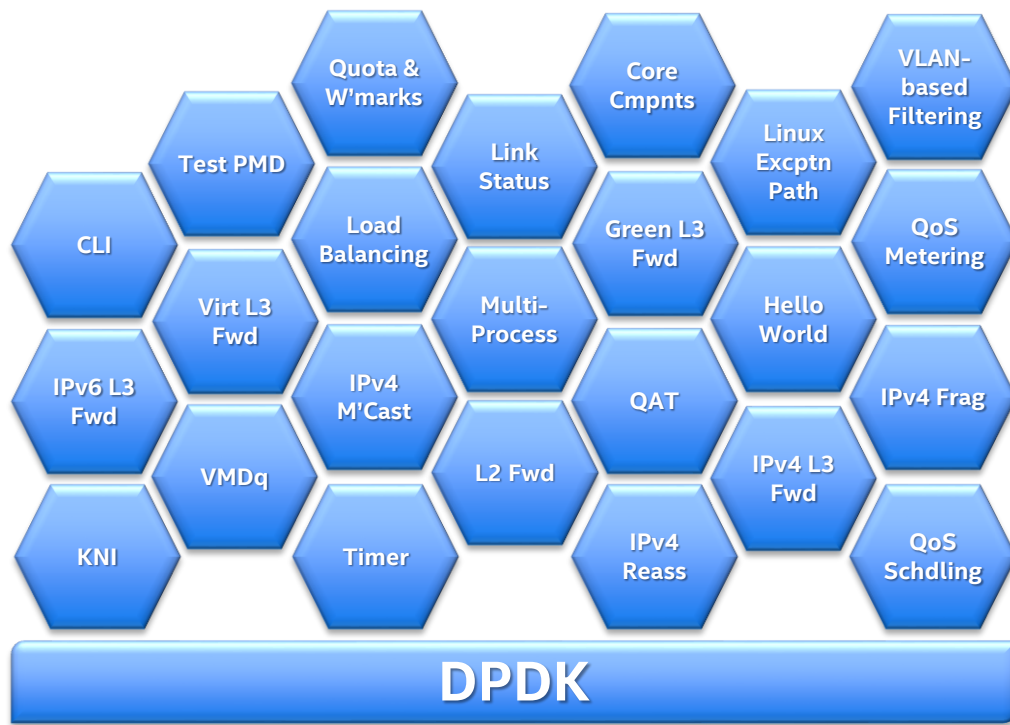 Quota &
W'marks
Core
Cmpnts
VLAN-
based
Filtering
Test PMD
Link
Status
Linux
Excptn
Path
CLI
Load
Balancing
Green L3
Fwd
QoS
Metering
Virt L3
Fwd
Multi-
Process
Hello
World
IPv6 L3
Fwd
IPv4
M'Cast
QAT
IPv4 Frag
VMDq
L2 Fwd
IPv4 L3
Fwd
KNI
Timer
IPv4
Reass
QoS
Schdling
DPDK